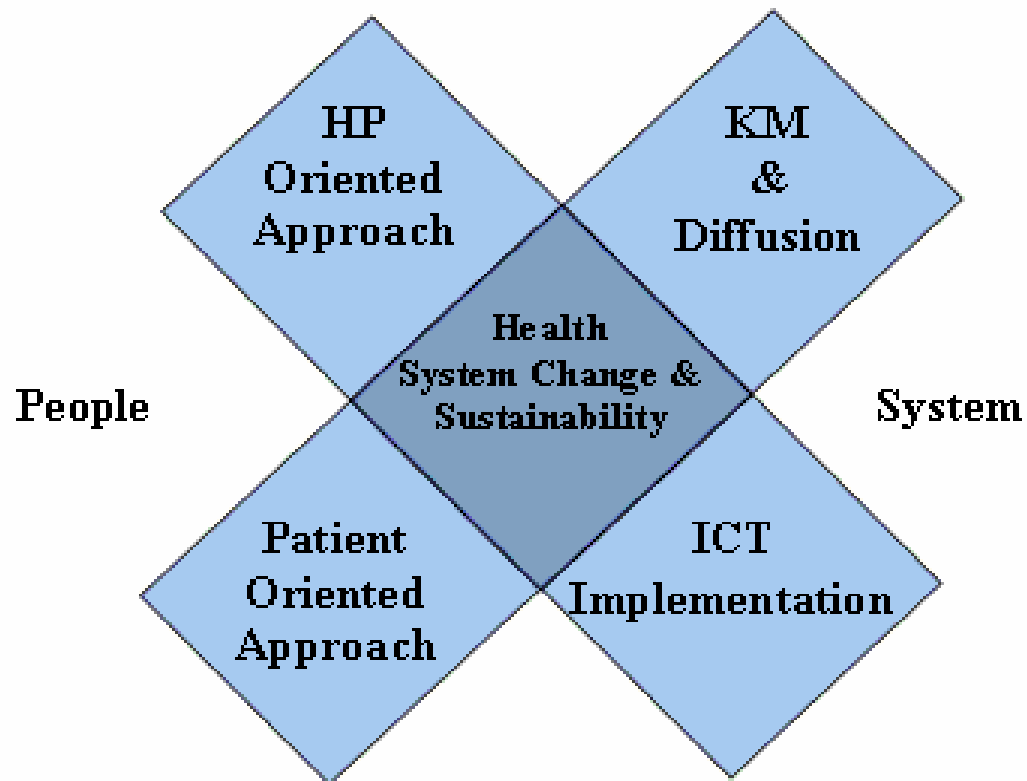 HP
Oriented
Approach
KM
&
Diffusion
Health
System Change &
Sustainability
People
System
Patient
Oriented
Approach
ICT
Implementation